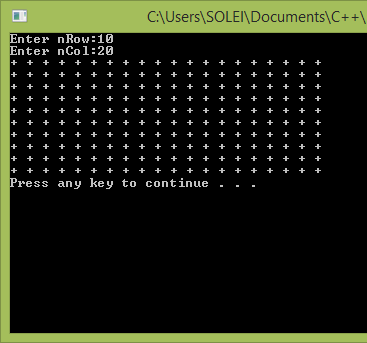 C:\Users\SOLEI\Documents\C++\
Enter nRow:10
Enter nCol:20
+ + + + + + + + + + + + + + + + + + + +
+ + + + + + + + + + + + + + + + + + + +
+ + + + + + + + + + + + + + + + + + + +
+ + + + + + + + + + + + + + + + + + + +
+ + + + + + + + + + + + + + + + + + + +
+ + + + + + + + + + + + + + + + + + + +
+ + + + + + + + + + + + + + + + + + + +
+ + + + + + + + + + + + + + + + + + + +
+ + + + + + + + + + + + + + + + + + + +
+ + + + + + + + + + + + + + + + + + + +
Press any key to continue . . .